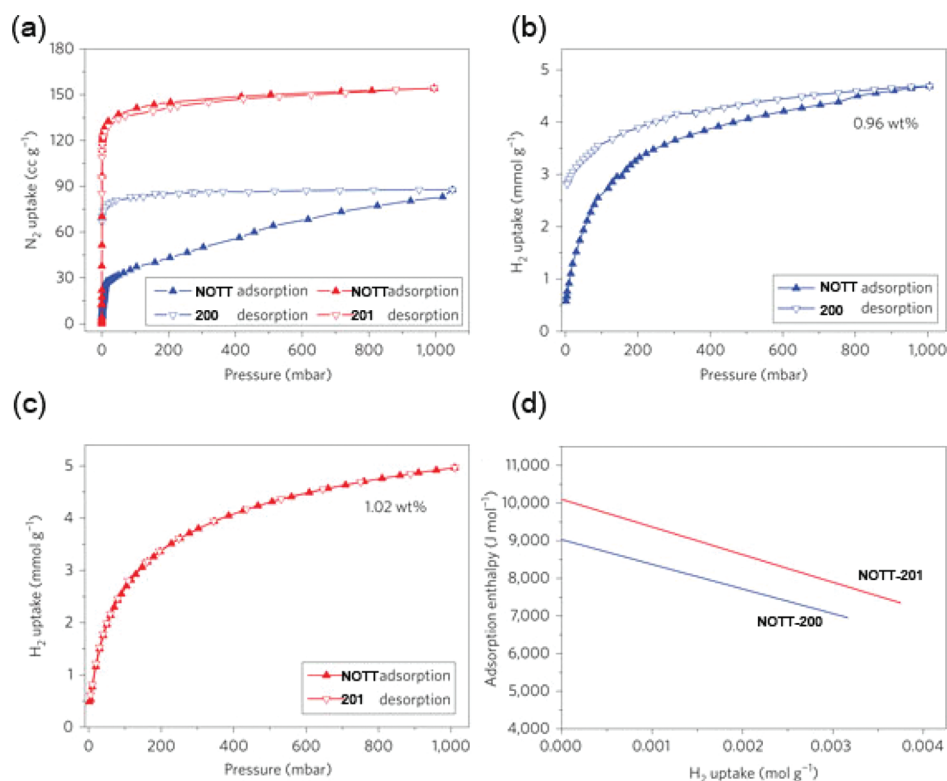 (a)
180
150
120
90
60
30
0
N₂ uptake (cc g⁻¹)
NOTT adsorption
200 desorption
NOTT adsorption
201 desorption
0 200 400 600 800 1,000
Pressure (mbar)
(b)
5
4
3
2
1
0
H₂ uptake (mmol g⁻¹)
0.96 wt%
NOTT adsorption
200 desorption
0 200 400 600 800 1,000
Pressure (mbar)
(c)
5
4
3
2
1
0
H₂ uptake (mmol g⁻¹)
1.02 wt%
NOTT adsorption
201 desorption
0 200 400 600 800 1000
Pressure (mbar)
(d)
11,000
10,000
9,000
8,000
7,000
6,000
5,000
4,000
Adsorption enthalpy (J mol⁻¹)
NOTT-201
NOTT-200
0.000 0.001 0.002 0.003 0.004
H₂ uptake (mol g⁻¹)